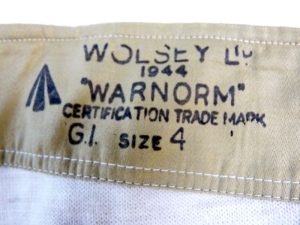 WOLSEY LTD
1944
"WARNORM"
CERTIFICATION TRADE MARK
G.I. SIZE 4